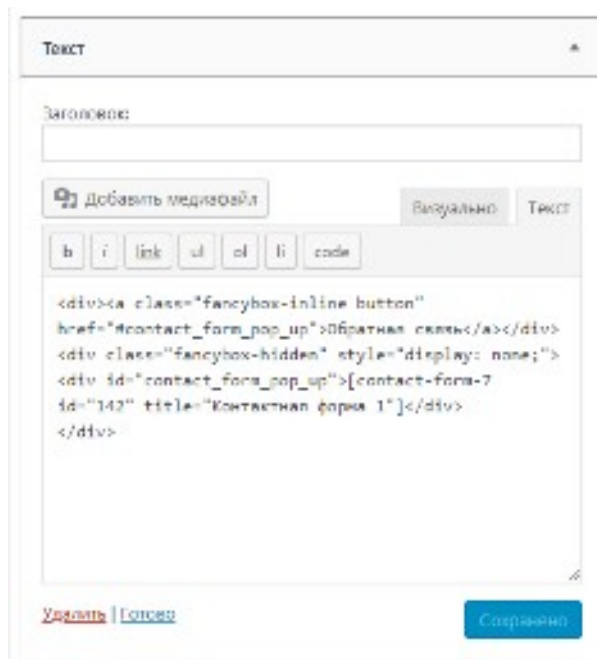 Текст
Заголовок:
Добавить медиафайл
Визуально Текст
b i link ul ol li code
<div><a class="fancybox-inline button"
href="#contact_form_pop_up">Обратная связь</a></div>
<div class="fancybox-hidden" style="display: none;">
<div id="contact_form_pop_up">[contact-form-7
id="142" title="Контактная форма 1"]</div>
</div>
Удалить | Готово
Сохранено